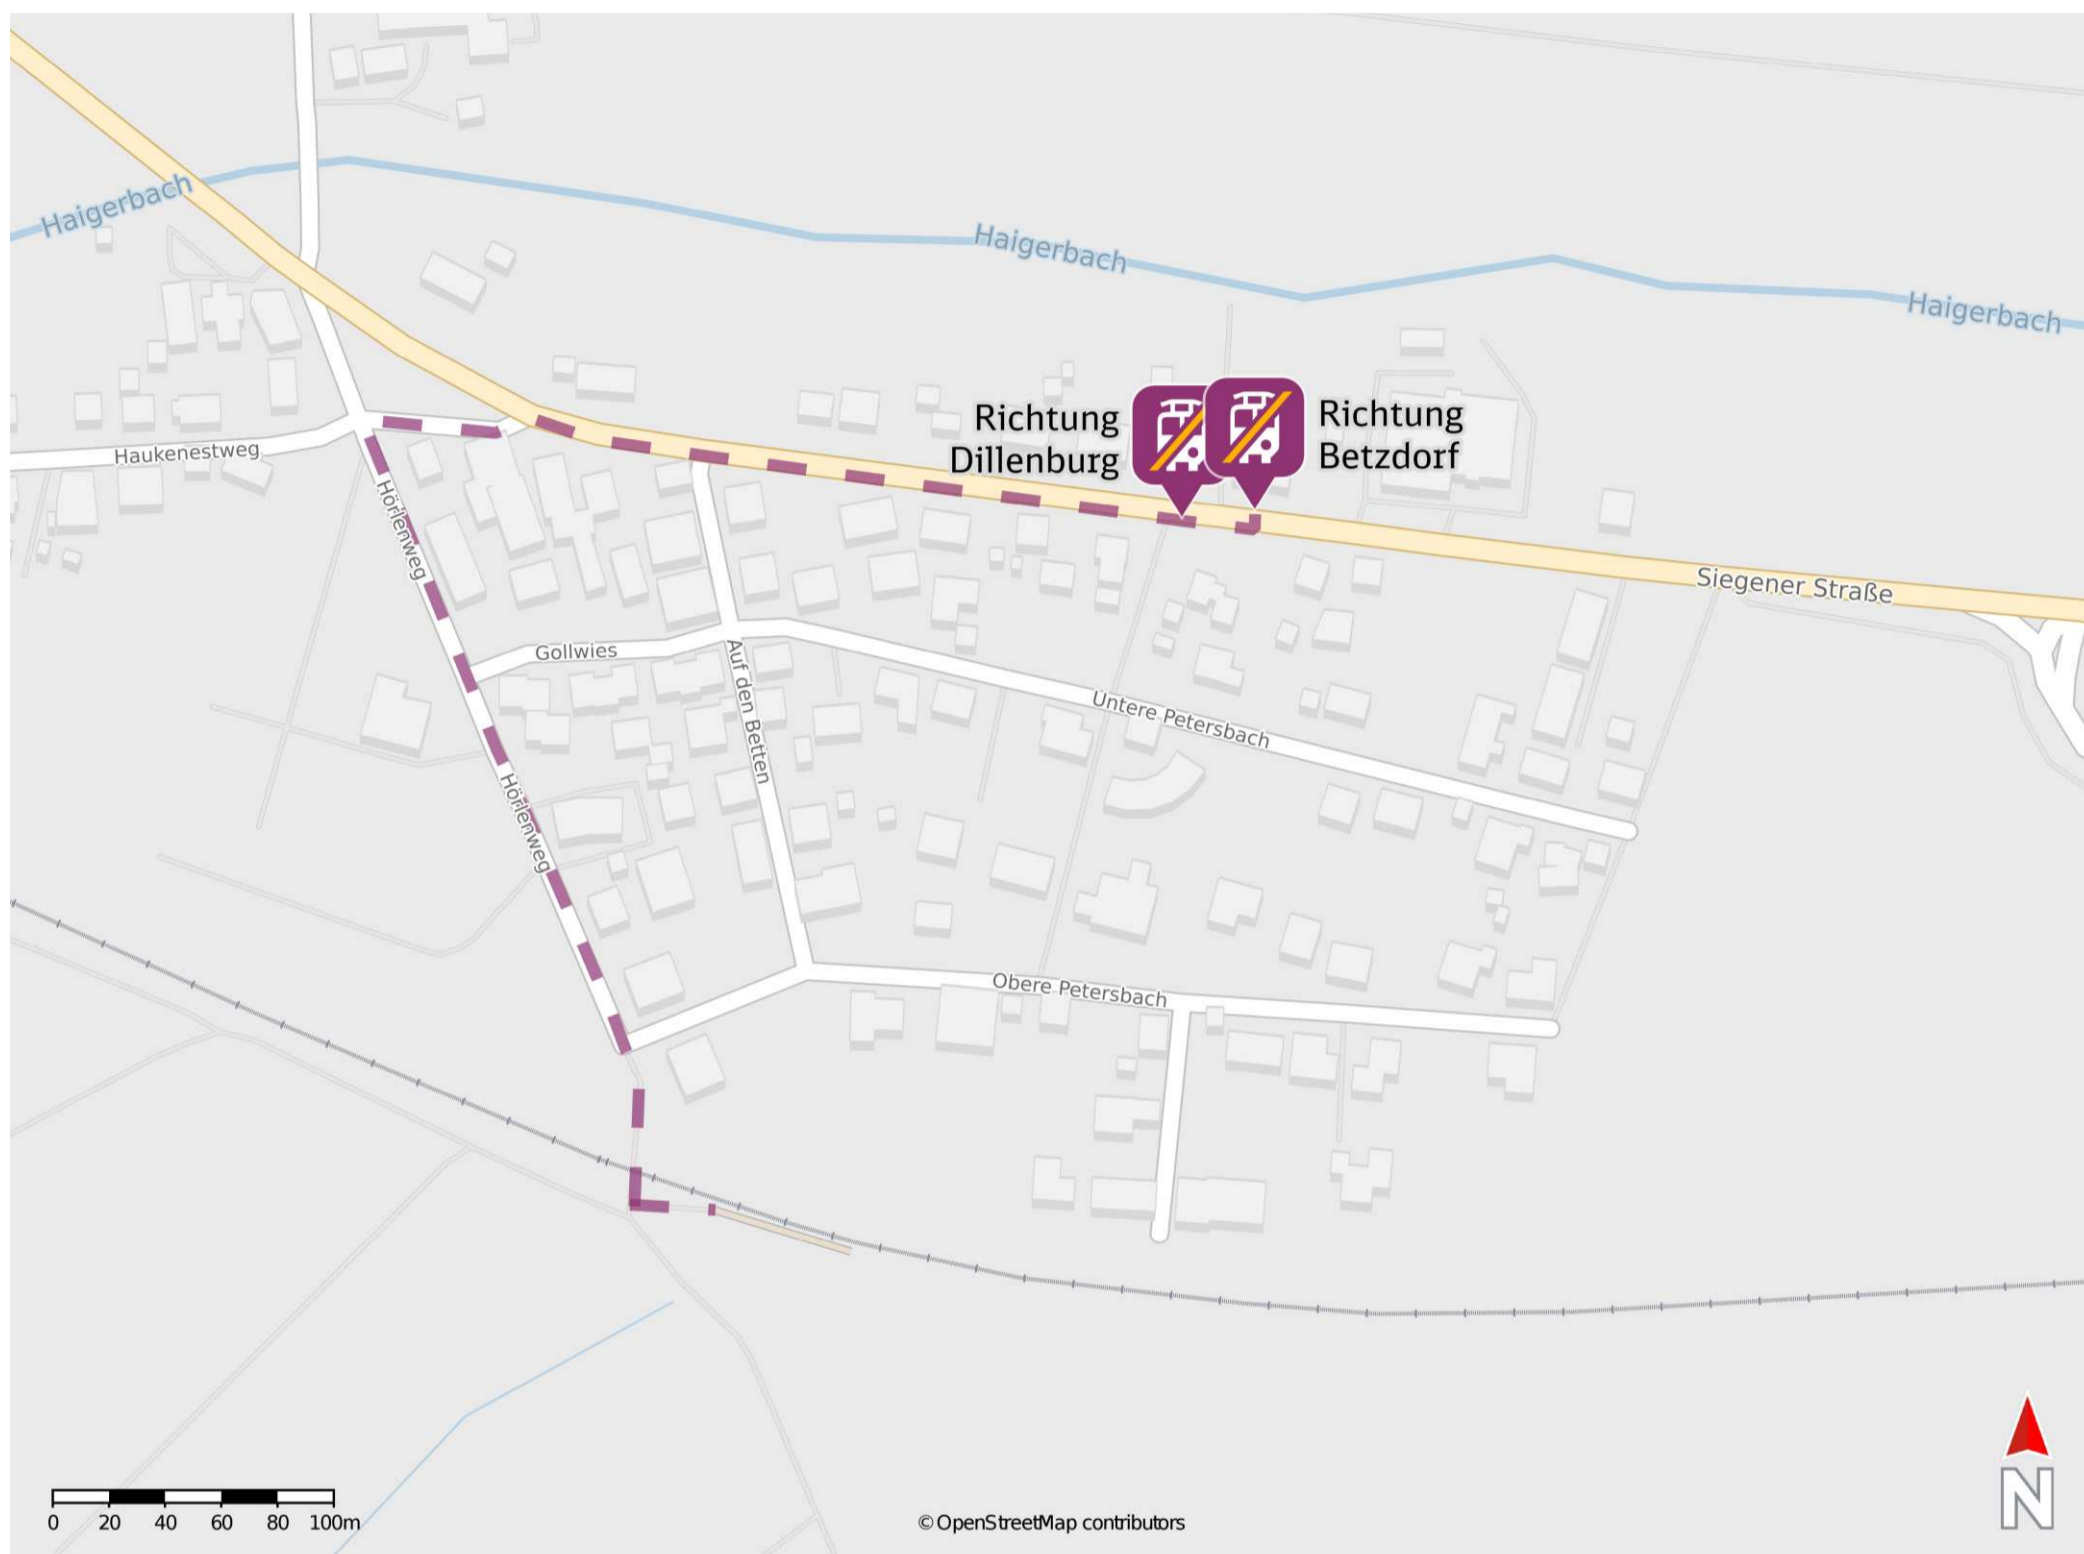 Haigerbach
Haigerbach
Haigerbach
Richtung
Dillenburg
Richtung
Betzdorf
Haukenestweg
Hörlenweg
Siegener Straße
Gollwies
Auf den Betten
Untere Petersbach
Hörlenweg
Obere Petersbach
N
0 20 40 60 80 100m
© OpenStreetMap contributors